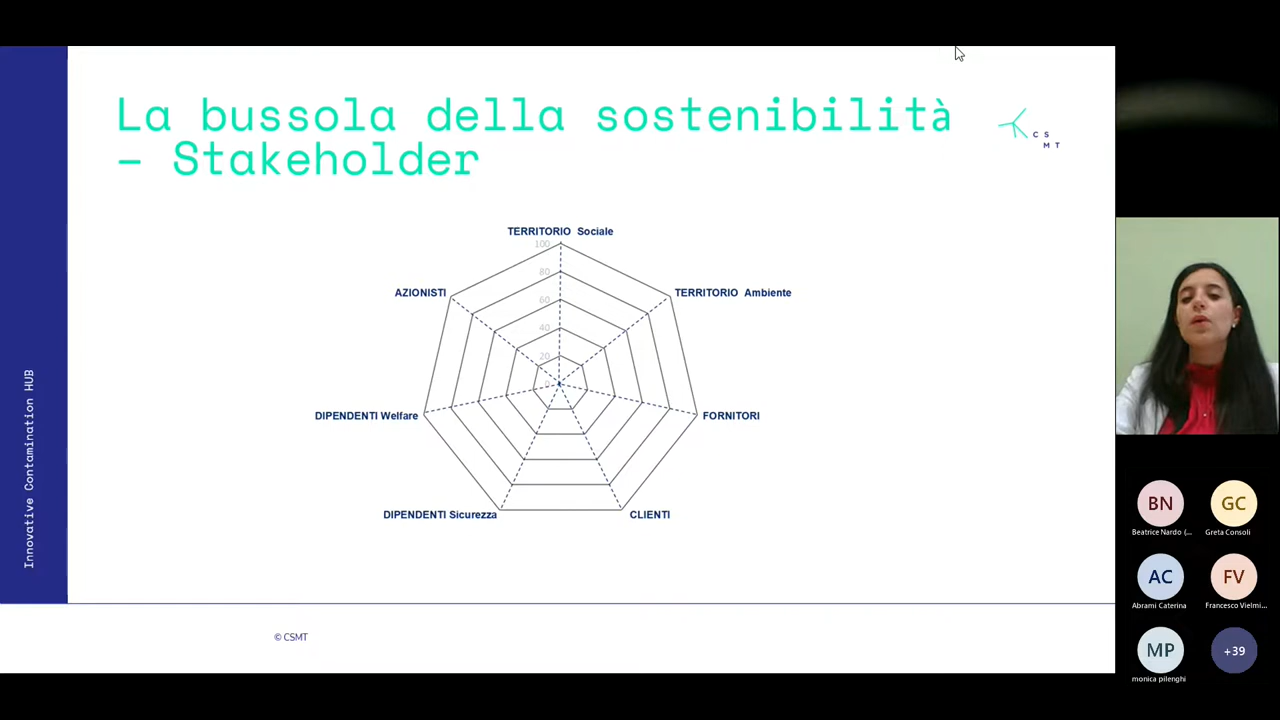 La bussola della sostenibilità
– Stakeholder
C S
M T
TERRITORIO Sociale
100
80
60
40
20
0
AZIONISTI
TERRITORIO Ambiente
DIPENDENTI Welfare
FORNITORI
DIPENDENTI Sicurezza
CLIENTI
Innovative Contamination HUB
© CSMT
BN
GC
Beatrice Nardo (...
Greta Consoli
AC
FV
Abrami Caterina
Francesco Vielmi...
MP
+39
monica pilenghi